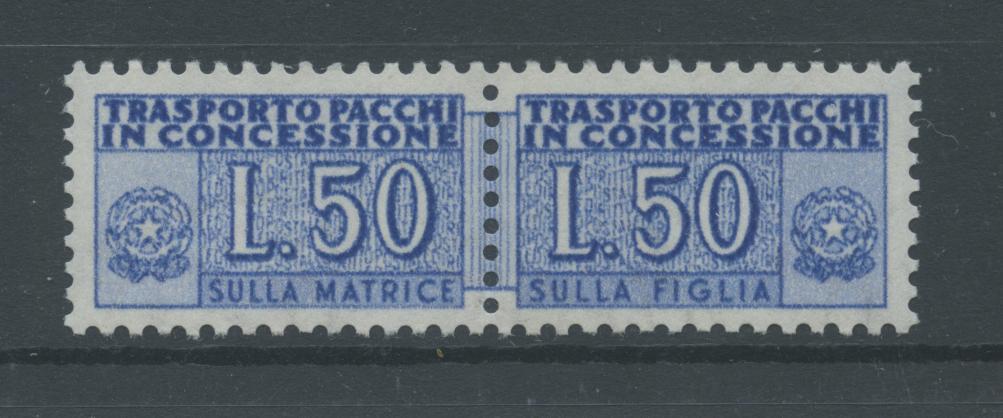 TRASPORTO PACCHI
IN CONCESSIONE
L.50
SULLA MATRICE
TRASPORTO PACCHI
IN CONCESSIONE
L.50
SULLA FIGLIA